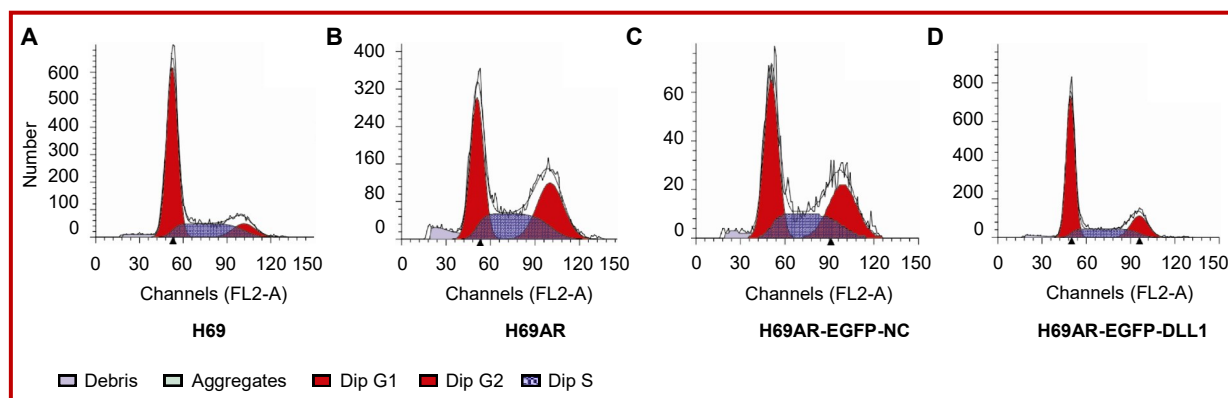 A
B
C
D
Number
600
500
400
300
200
100
0
400
320
240
160
80
0
60
40
20
0
800
600
400
200
0
0 30 60 90 120 150
0 30 60 90 120 150
0 30 60 90 120 150
0 30 60 90 120 150
Channels (FL2-A)
Channels (FL2-A)
Channels (FL2-A)
Channels (FL2-A)
H69
H69AR
H69AR-EGFP-NC
H69AR-EGFP-DLL1
Debris Aggregates Dip G1 Dip G2 Dip S